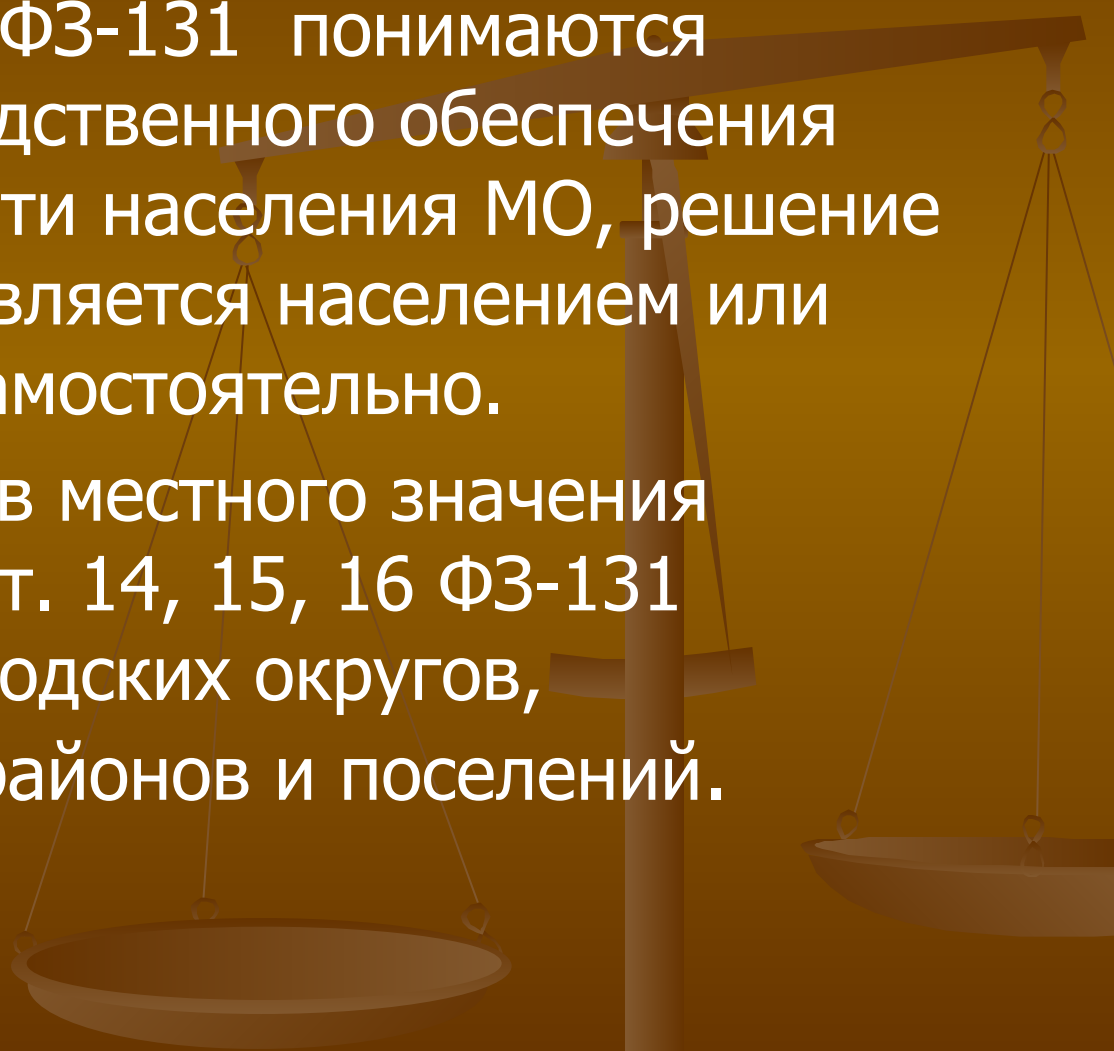 ФЗ-131 понимаются
дственного обеспечения
ти населения МО, решение
вляется населением или
амостоятельно.
в местного значения
т. 14, 15, 16 ФЗ-131
одских округов,
районов и поселений.